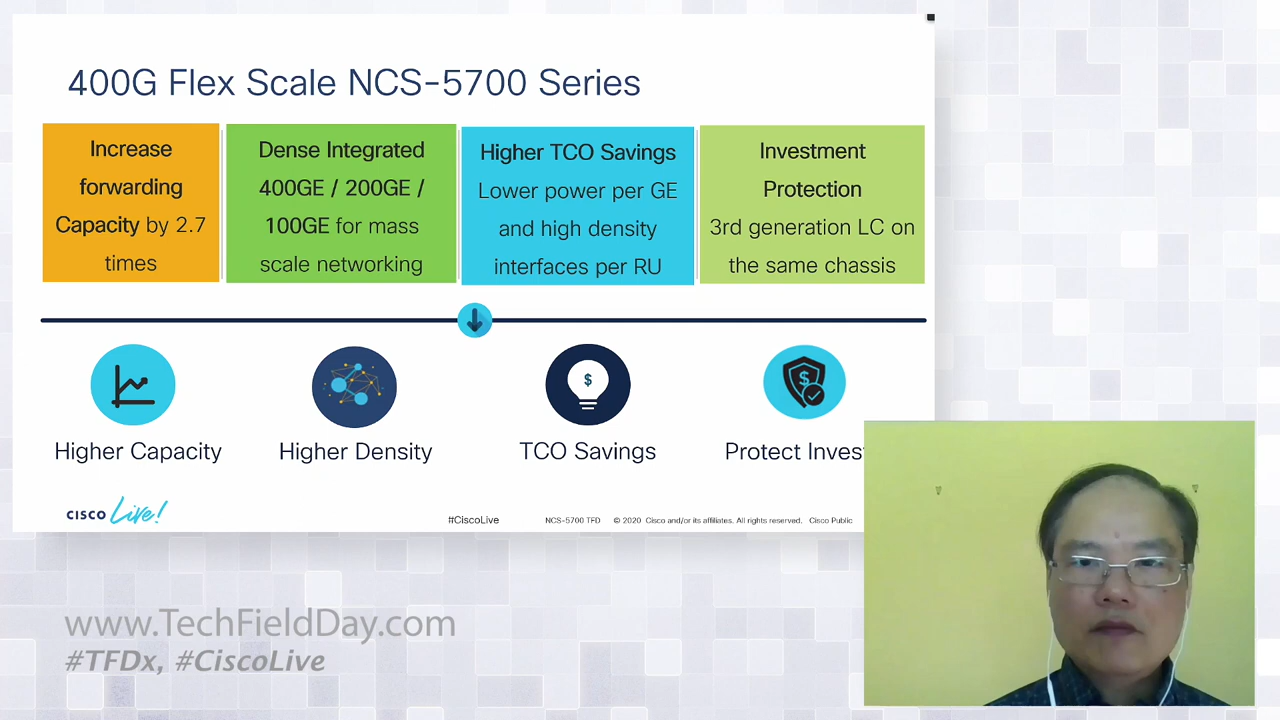 400G Flex Scale NCS-5700 Series
Increase
forwarding
Capacity by 2.7
times
Dense Integrated
400GE / 200GE /
100GE for mass
scale networking
Higher TCO Savings
Lower power per GE
and high density
interfaces per RU
Investment
Protection
3rd generation LC on
the same chassis
$
$
Higher Capacity
Higher Density
TCO Savings
Protect Invest
CISCO Live!
#CiscoLive
NCS-5700 TFD
© 2020 Cisco and/or its affiliates. All rights reserved. Cisco Public
www.TechFieldDay.com
#TFDx, #CiscoLive